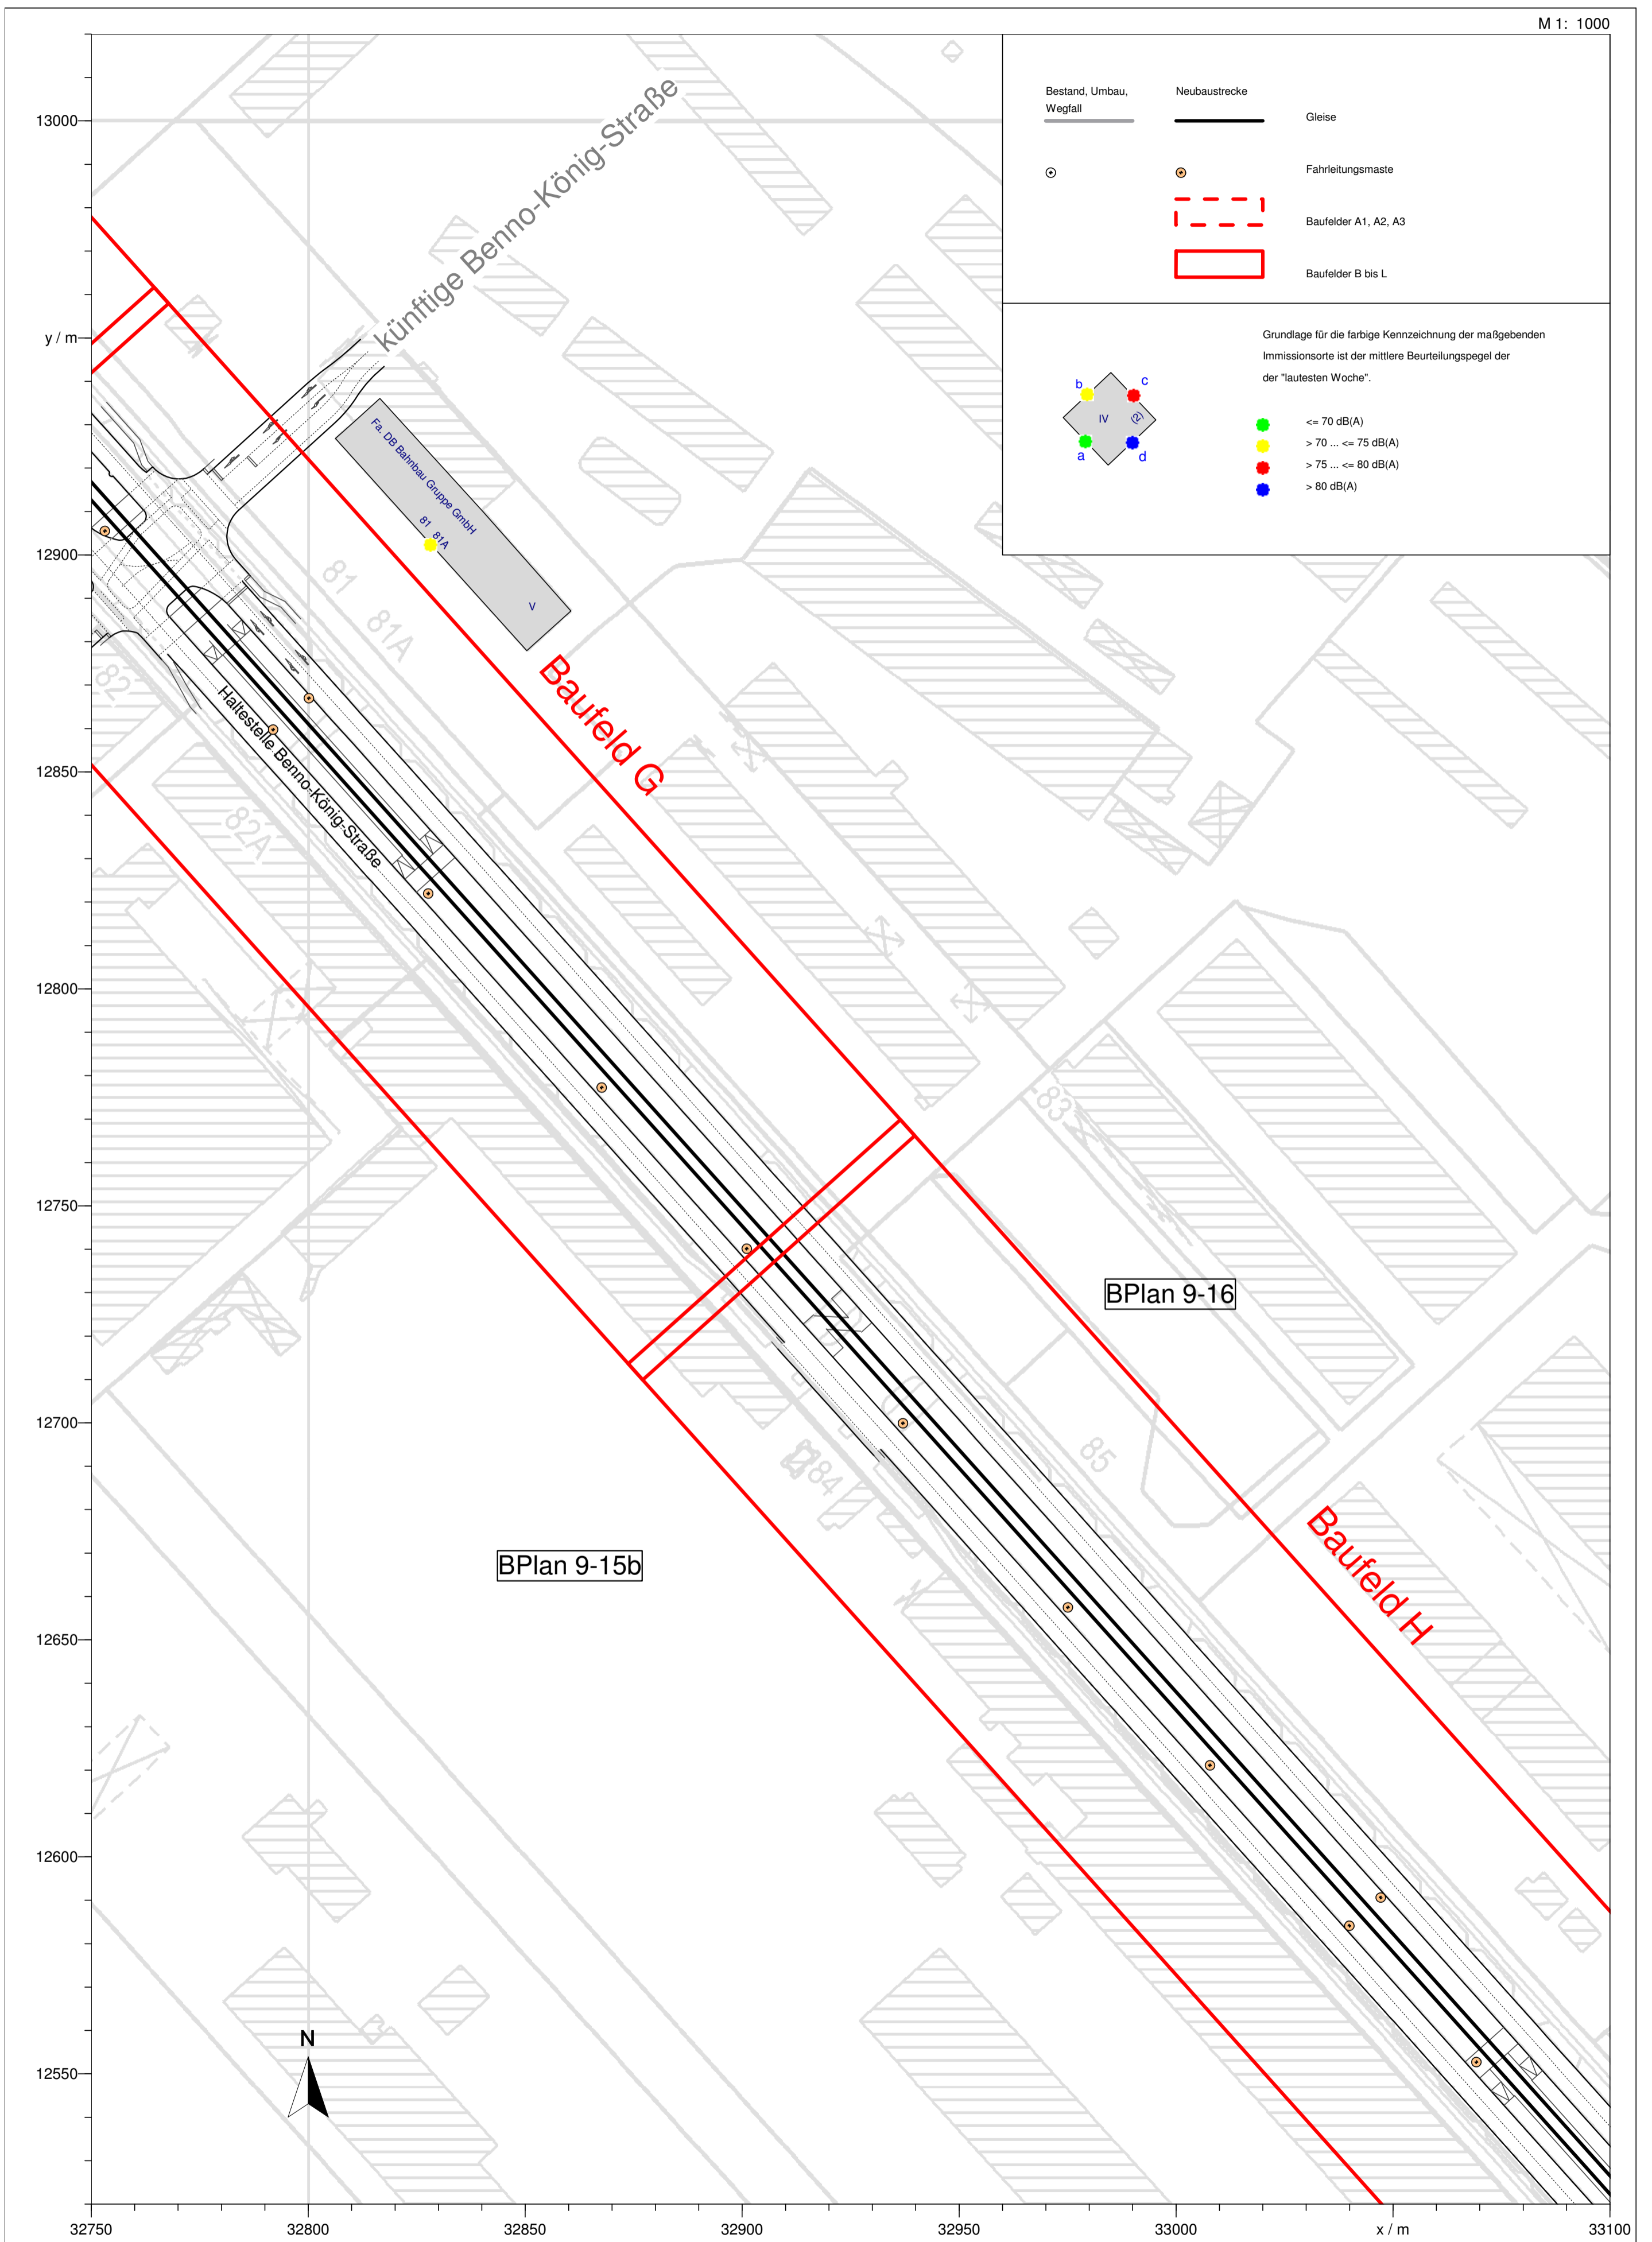 M 1: 1000
Bestand, Umbau,
Wegfall
Neubaustrecke
Gleise
Fahrleitungsmaste
Baufelder A1, A2, A3
Baufelder B bis L
Grundlage für die farbige Kennzeichnung der maßgebenden
Immissionsorte ist der mittlere Beurteilungspegel der
der "lautesten Woche".
b
c
IV
(2)
a
d
<= 70 dB(A)
> 70 ... <= 75 dB(A)
> 75 ... <= 80 dB(A)
> 80 dB(A)
13000
y / m
12900
12850
12800
12750
12700
12650
12600
12550
künftige Benno-König-Straße
Fa. DB Bahnbau Gruppe GmbH
81
81A
V
81
81A
82
82A
Haltestelle Benno-König-Straße
Baufeld G
83
BPlan 9-16
85
84
Baufeld H
BPlan 9-15b
N
32750
32800
32850
32900
32950
33000
x / m
33100